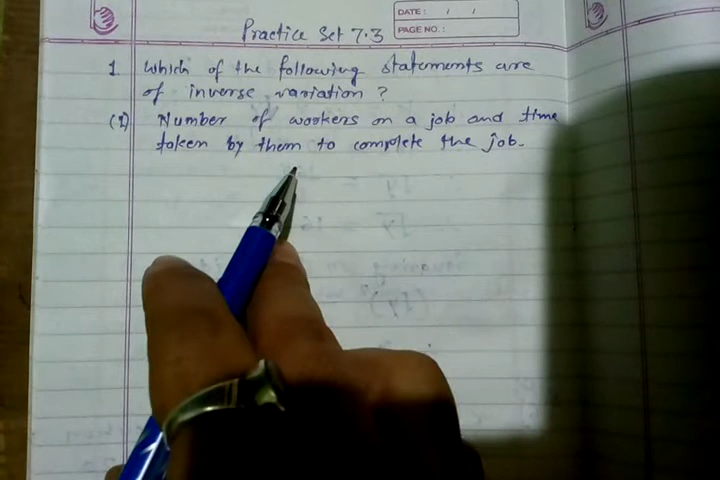 DATE: / /
PAGE NO.:
Practice Set 7.3
1 Which of the following statements are
of inverse variation ?
(1) Number of workers on a job and time
taken by them to complete the job.